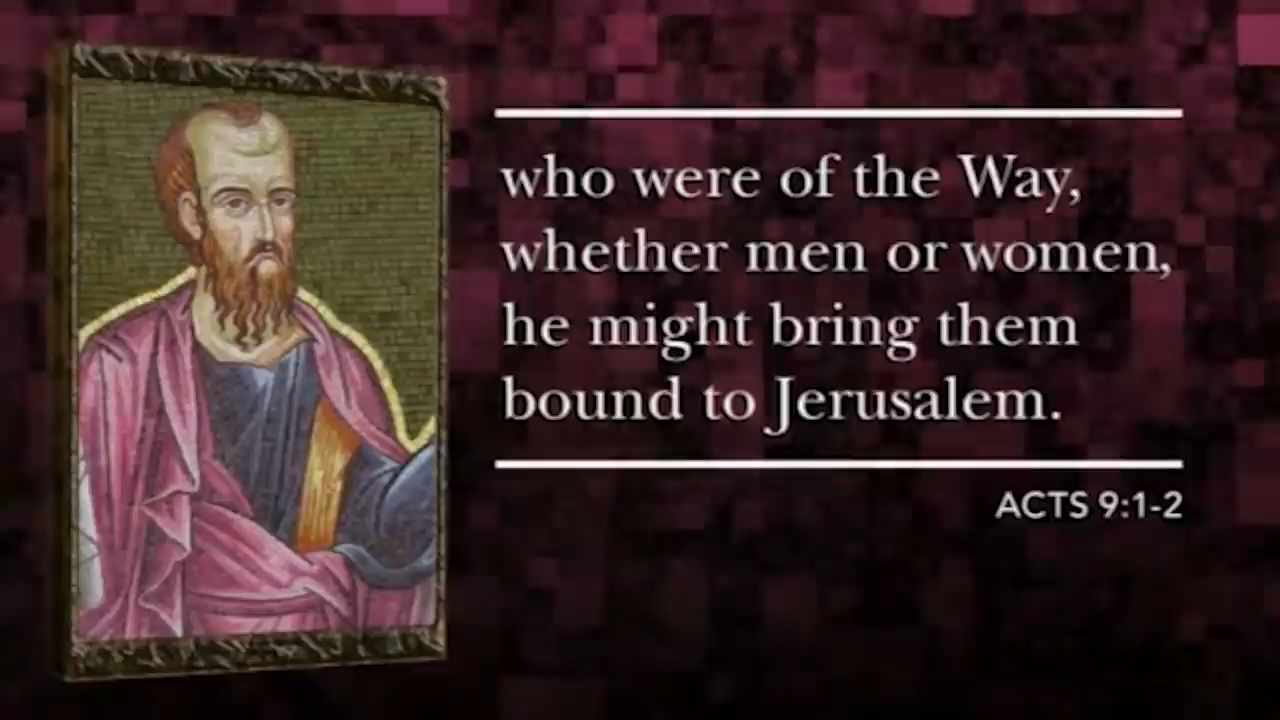 who were of the Way,
whether men or women,
he might bring them
bound to Jerusalem.
ACTS 9:1-2